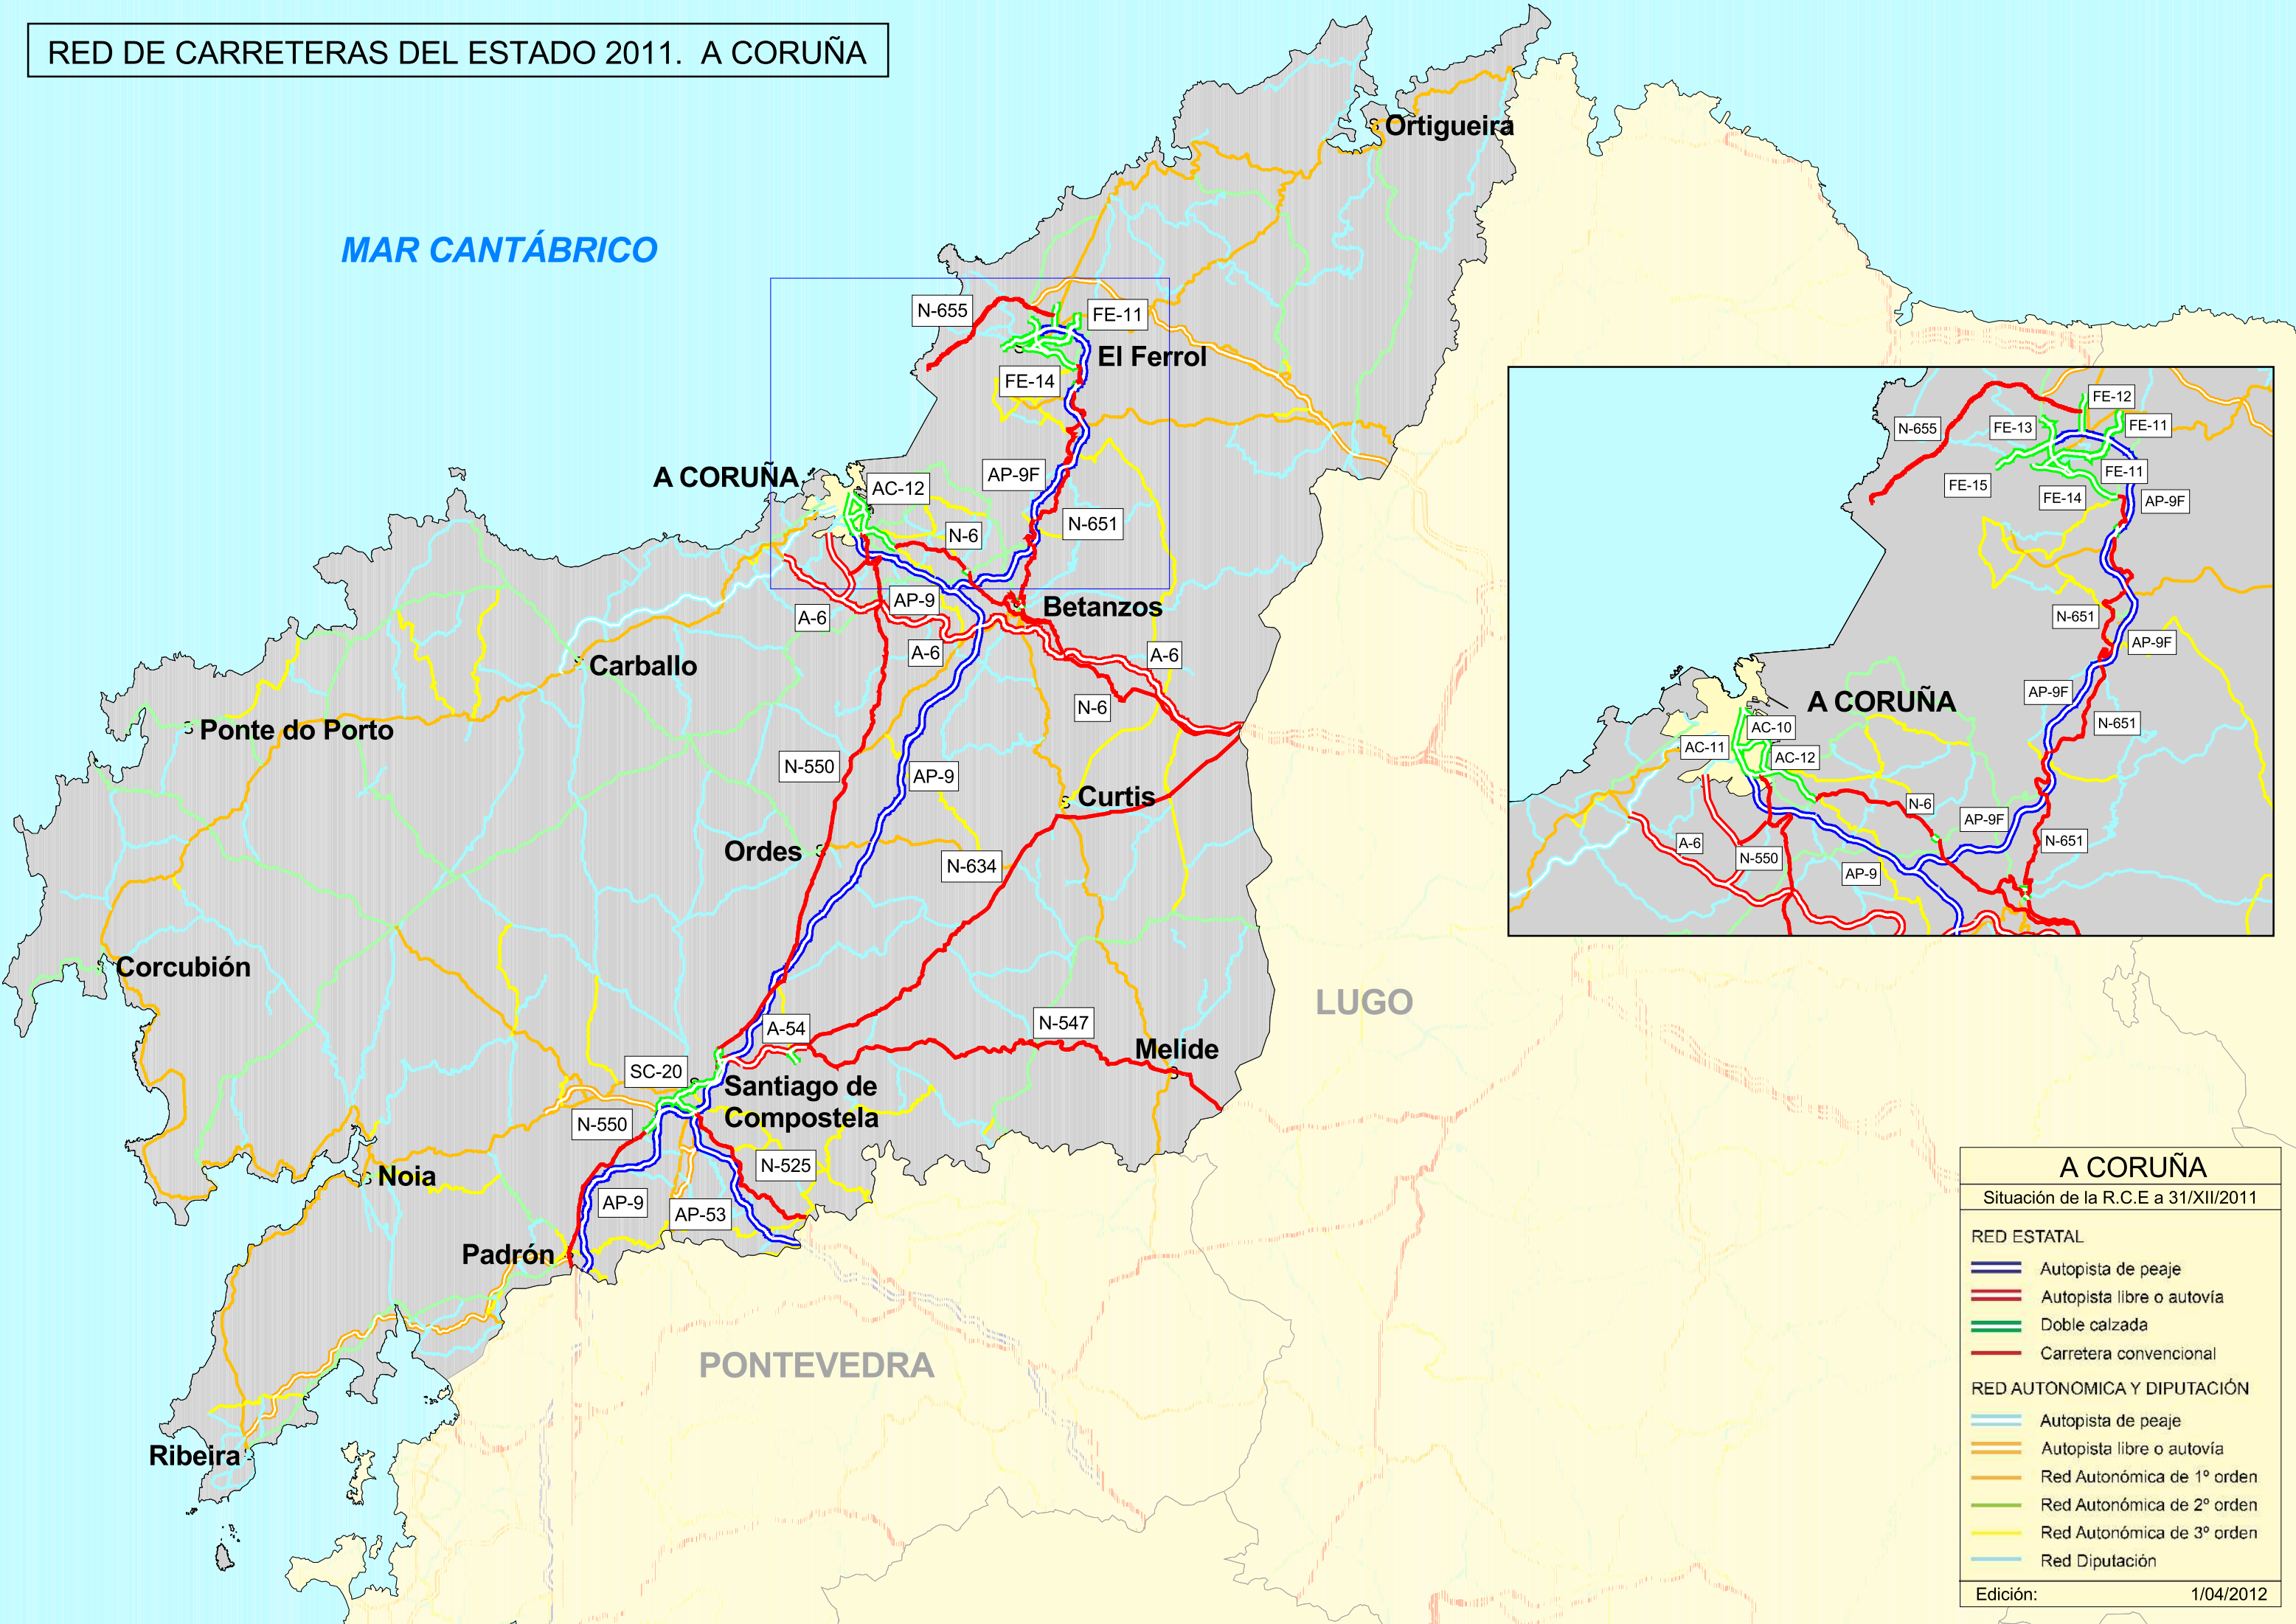 RED DE CARRETERAS DEL ESTADO 2011. A CORUÑA
Ortigueira
MAR CANTÁBRICO
N-655
FE-11
El Ferrol
FE-14
A CORUÑA
AC-12
AP-9F
N-651
N-6
AP-9
A-6
Betanzos
A-6
A-6
Carballo
N-6
Ponte do Porto
N-550
AP-9
Curtis
Ordes
N-634
Corcubión
LUGO
A-54
N-547
Melide
SC-20
Santiago de
Compostela
N-550
N-525
Noia
AP-9
AP-53
Padrón
PONTEVEDRA
Ribeira
FE-12
N-655
FE-13
FE-11
FE-11
FE-15
FE-14
AP-9F
N-651
AP-9F
AP-9F
A CORUÑA
N-651
AC-10
AC-11
AC-12
N-6
AP-9F
A-6
N-550
N-651
AP-9
A CORUÑA
Situación de la R.C.E a 31/XII/2011
RED ESTATAL
Autopista de peaje
Autopista libre o autovía
Doble calzada
Carretera convencional
RED AUTONOMICA Y DIPUTACIÓN
Autopista de peaje
Autopista libre o autovía
Red Autonómica de 1º orden
Red Autonómica de 2º orden
Red Autonómica de 3º orden
Red Diputación
Edición: 1/04/2012